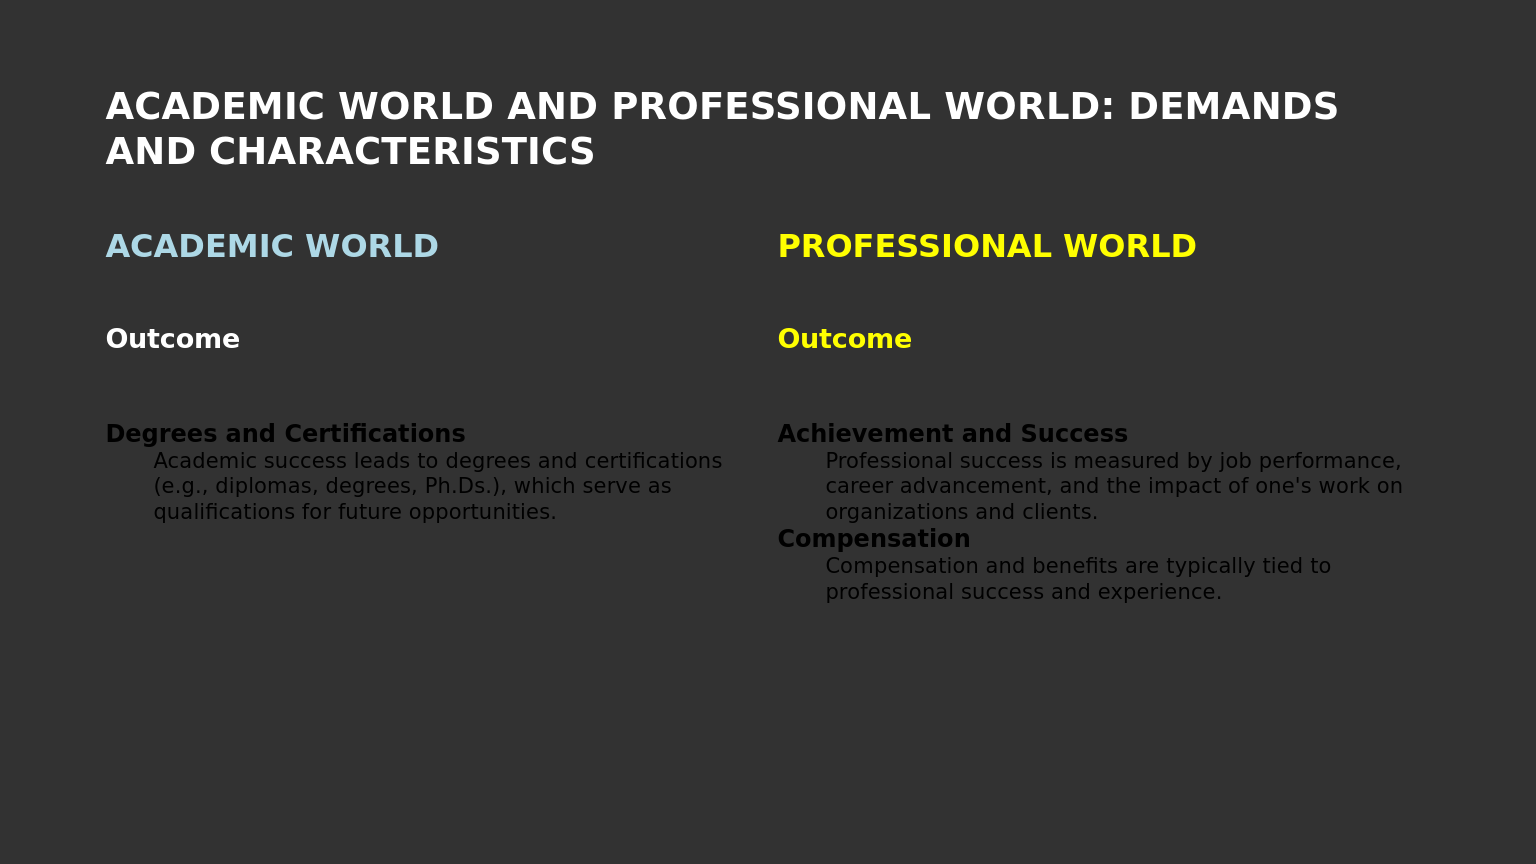 ACADEMIC WORLD AND PROFESSIONAL WORLD: DEMANDS
AND CHARACTERISTICS
ACADEMIC WORLD
Outcome
Degrees and Certifications
Academic success leads to degrees and certifications
(e.g., diplomas, degrees, Ph.Ds.), which serve as
qualifications for future opportunities.
PROFESSIONAL WORLD
Outcome
Achievement and Success
Professional success is measured by job performance,
career advancement, and the impact of one's work on
organizations and clients.
Compensation
Compensation and benefits are typically tied to
professional success and experience.